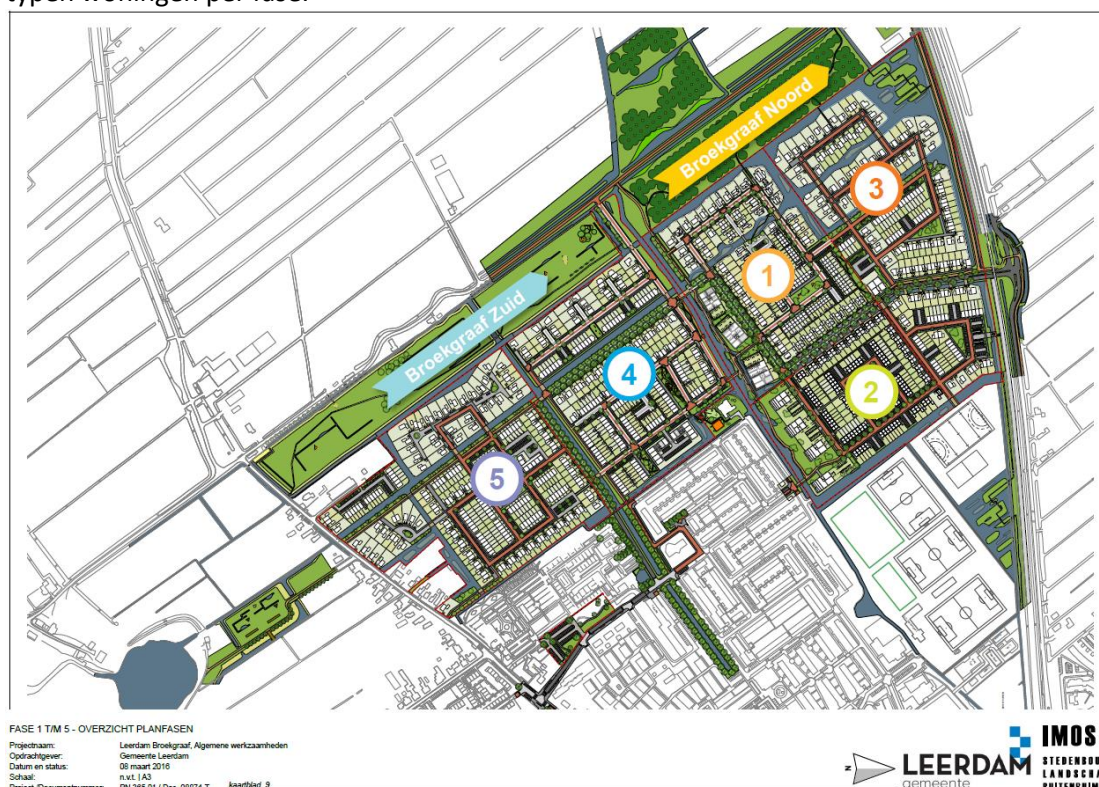 typen woningen per fase.
Broekgraaf Noord
3
1
Broekgraaf Zuid
4
2
5
FASE 1 T/M 5 - OVERZICHT PLANFASEN
Projectnaam: Leerdam Broekgraaf, Algemene werkzaamheden
Opdrachtgever: Gemeente Leerdam
Datum en status: 08 maart 2016
Schaal: n.v.t. | A3
kaartblad 9
z
LEERDAM
gemeente
IMOS